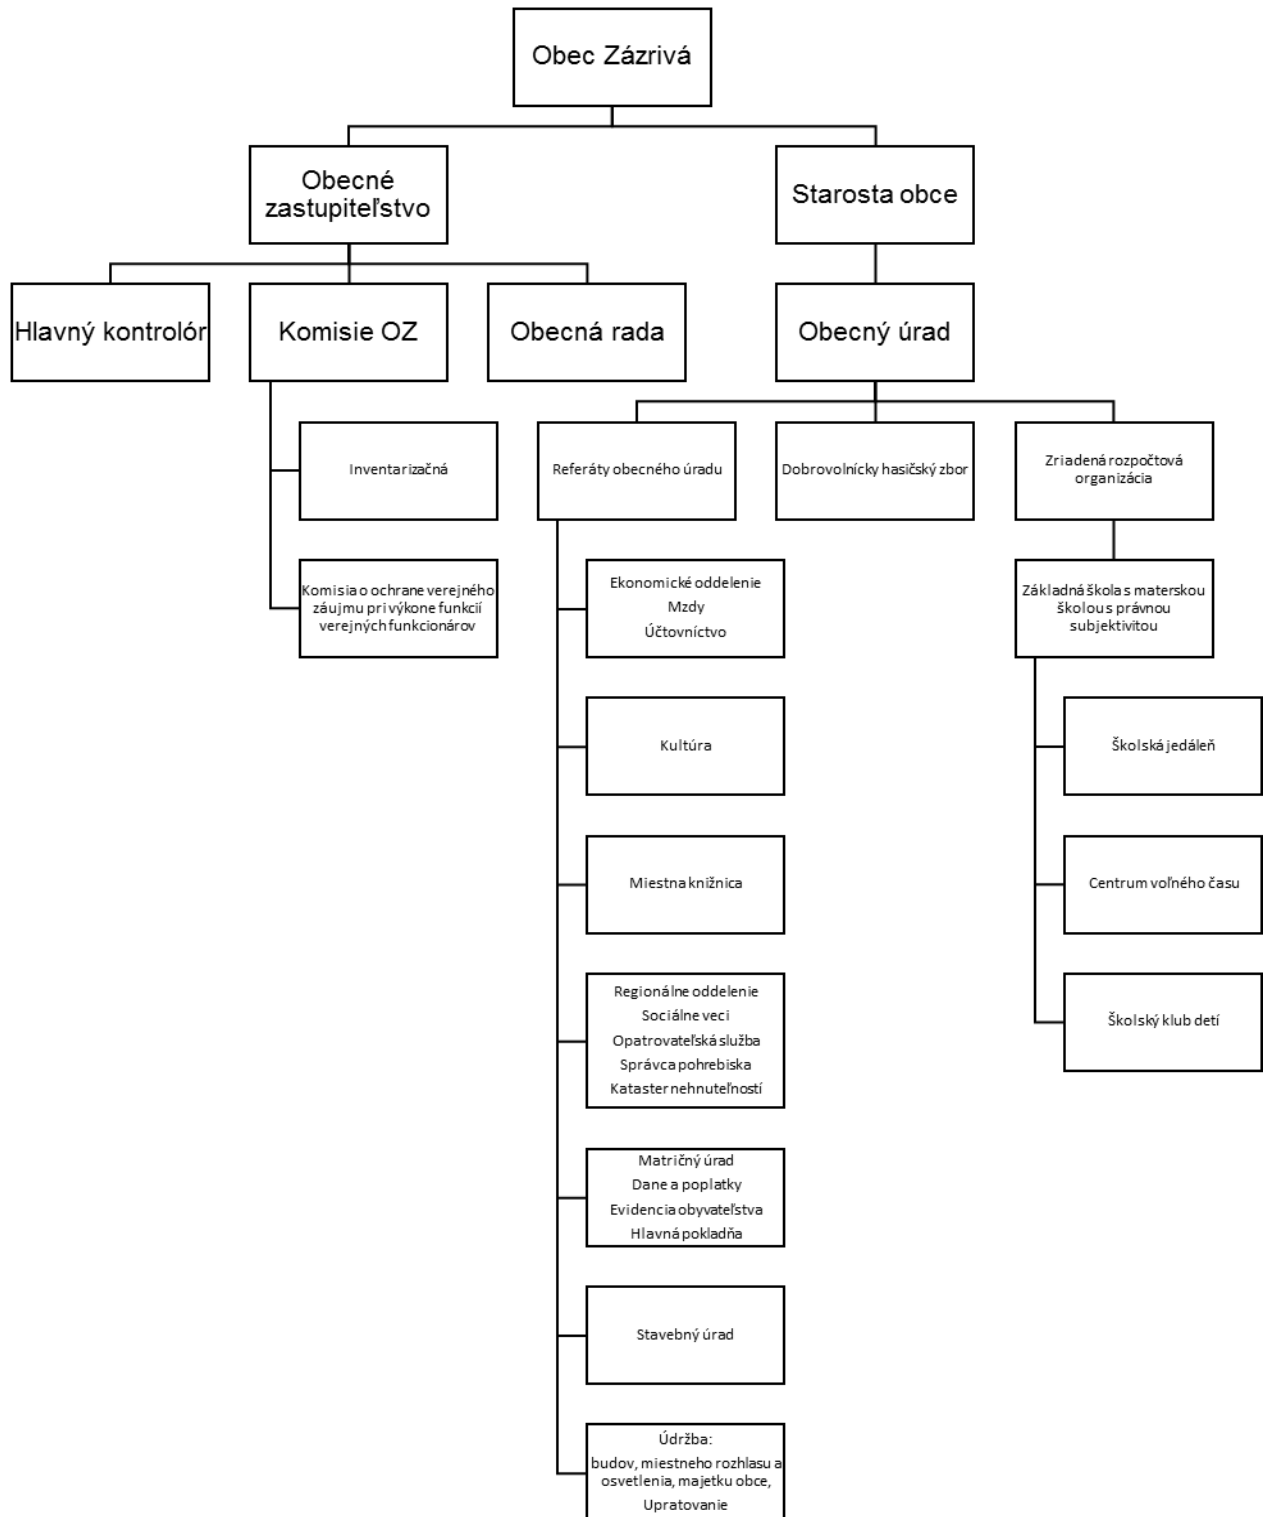 Obec Zázrivá
Obecné
zastupiteľstvo
Starosta obce
Hlavný kontrolór
Komisie OZ
Obecná rada
Obecný úrad
Inventarizačná
Referáty obecného úradu
Dobrovolnícky hasičský zbor
Zriadená rozpočtová
organizácia
Komisia o ochrane verejného
záujmu pri výkone funkcií
verejných funkcionárov
Ekonomické oddelenie
Mzdy
Účtovníctvo
Základná škola s materskou
školou s právnou
subjektivitou
Kultúra
Školská jedáleň
Miestna knižnica
Centrum voľného času
Regionálne oddelenie
Sociálne veci
Opatrovateľská služba
Správca pohrebiska
Kataster nehnuteľností
Školský klub detí
Matričný úrad
Dane a poplatky
Evidencia obyvateľstva
Hlavná pokladňa
Stavebný úrad
Údržba:
budov, miestneho rozhlasu a
osvetlenia, majetku obce,
Upratovanie